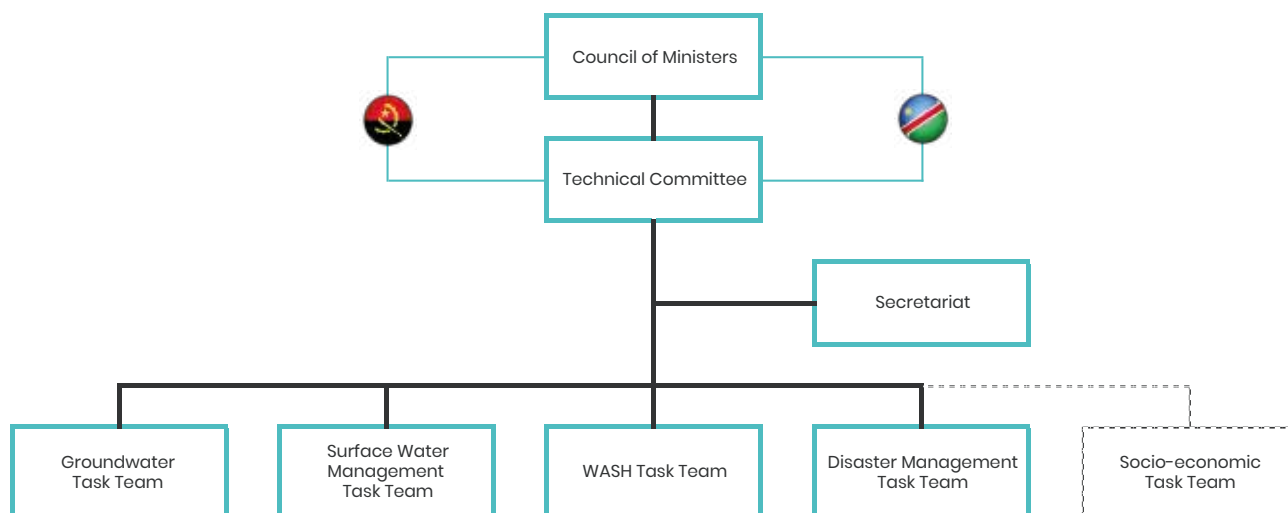 Council of Ministers
Technical Committee
Secretariat
Groundwater
Task Team
Surface Water
Management
Task Team
WASH Task Team
Disaster Management
Task Team
Socio-economic
Task Team